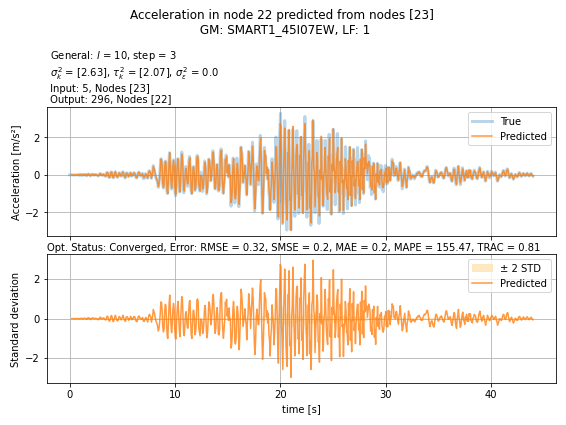 Acceleration in node 22 predicted from nodes [23]
GM: SMART1_45I07EW, LF: 1
General: l = 10, step = 3
σ²ₖ = [2.63], τ²ₖ = [2.07], σ²_ε = 0.0
Input: 5, Nodes [23]
Output: 296, Nodes [22]
Acceleration [m/s²]
2
0
−2
True
Predicted
Opt. Status: Converged, Error: RMSE = 0.32, SMSE = 0.2, MAE = 0.2, MAPE = 155.47, TRAC = 0.81
Standard deviation
2
0
−2
± 2 STD
Predicted
0 10 20 30 40
time [s]